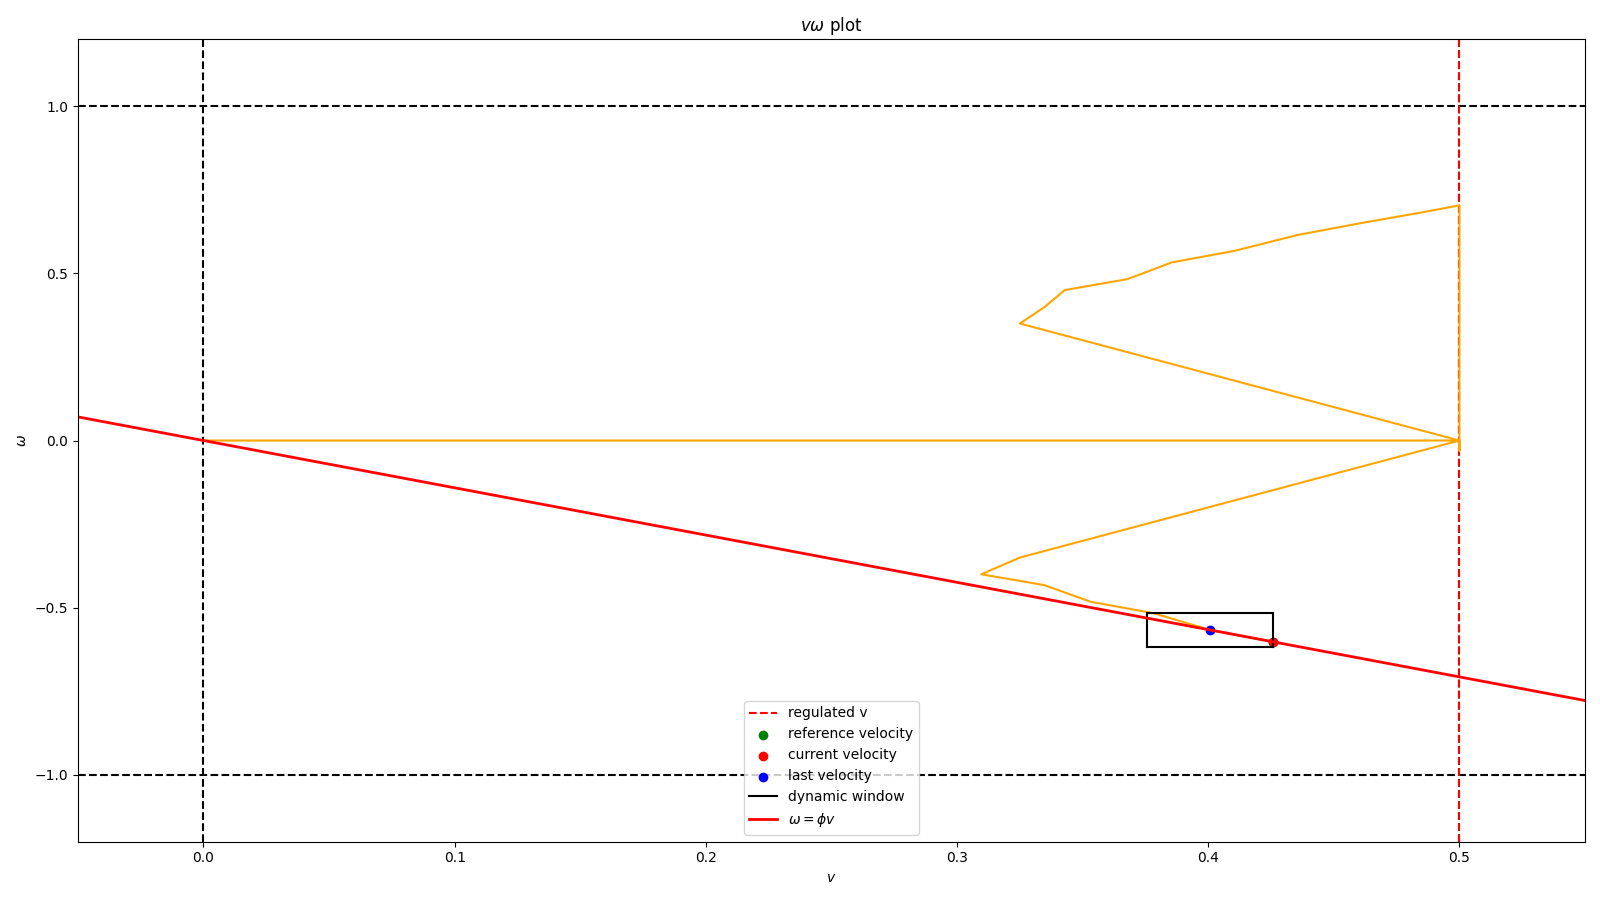 vω plot
1.0
0.5
0.0
−0.5
−1.0
ω
0.0 0.1 0.2 0.3 0.4 0.5
v
regulated v
reference velocity
current velocity
last velocity
dynamic window
ω = ϕv